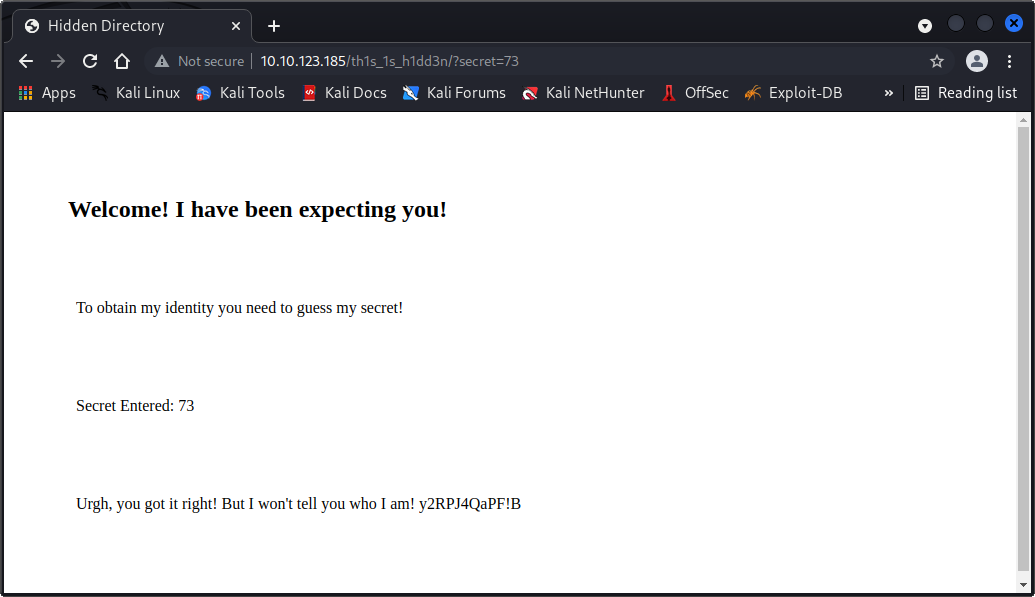 Hidden Directory
Not secure 10.10.123.185/th1s_1s_h1dd3n/?secret=73
Apps Kali Linux Kali Tools Kali Docs Kali Forums Kali NetHunter OffSec Exploit-DB » Reading list
Welcome! I have been expecting you!
To obtain my identity you need to guess my secret!
Secret Entered: 73
Urgh, you got it right! But I won't tell you who I am! y2RPJ4QaPF!B